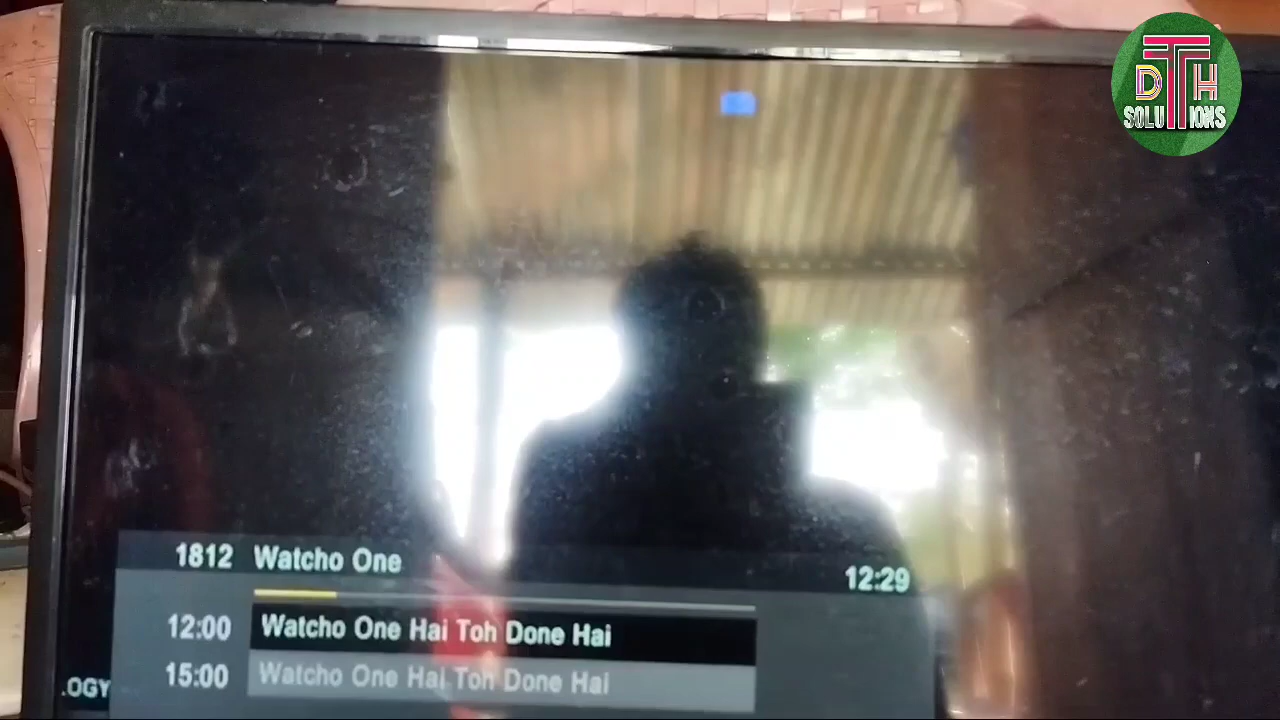 DTH
SOLUTIONS
1812 Watcho One
12:29
12:00 Watcho One Hai Toh Done Hai
15:00 Watcho One Hai Toh Done Hai
.OGY